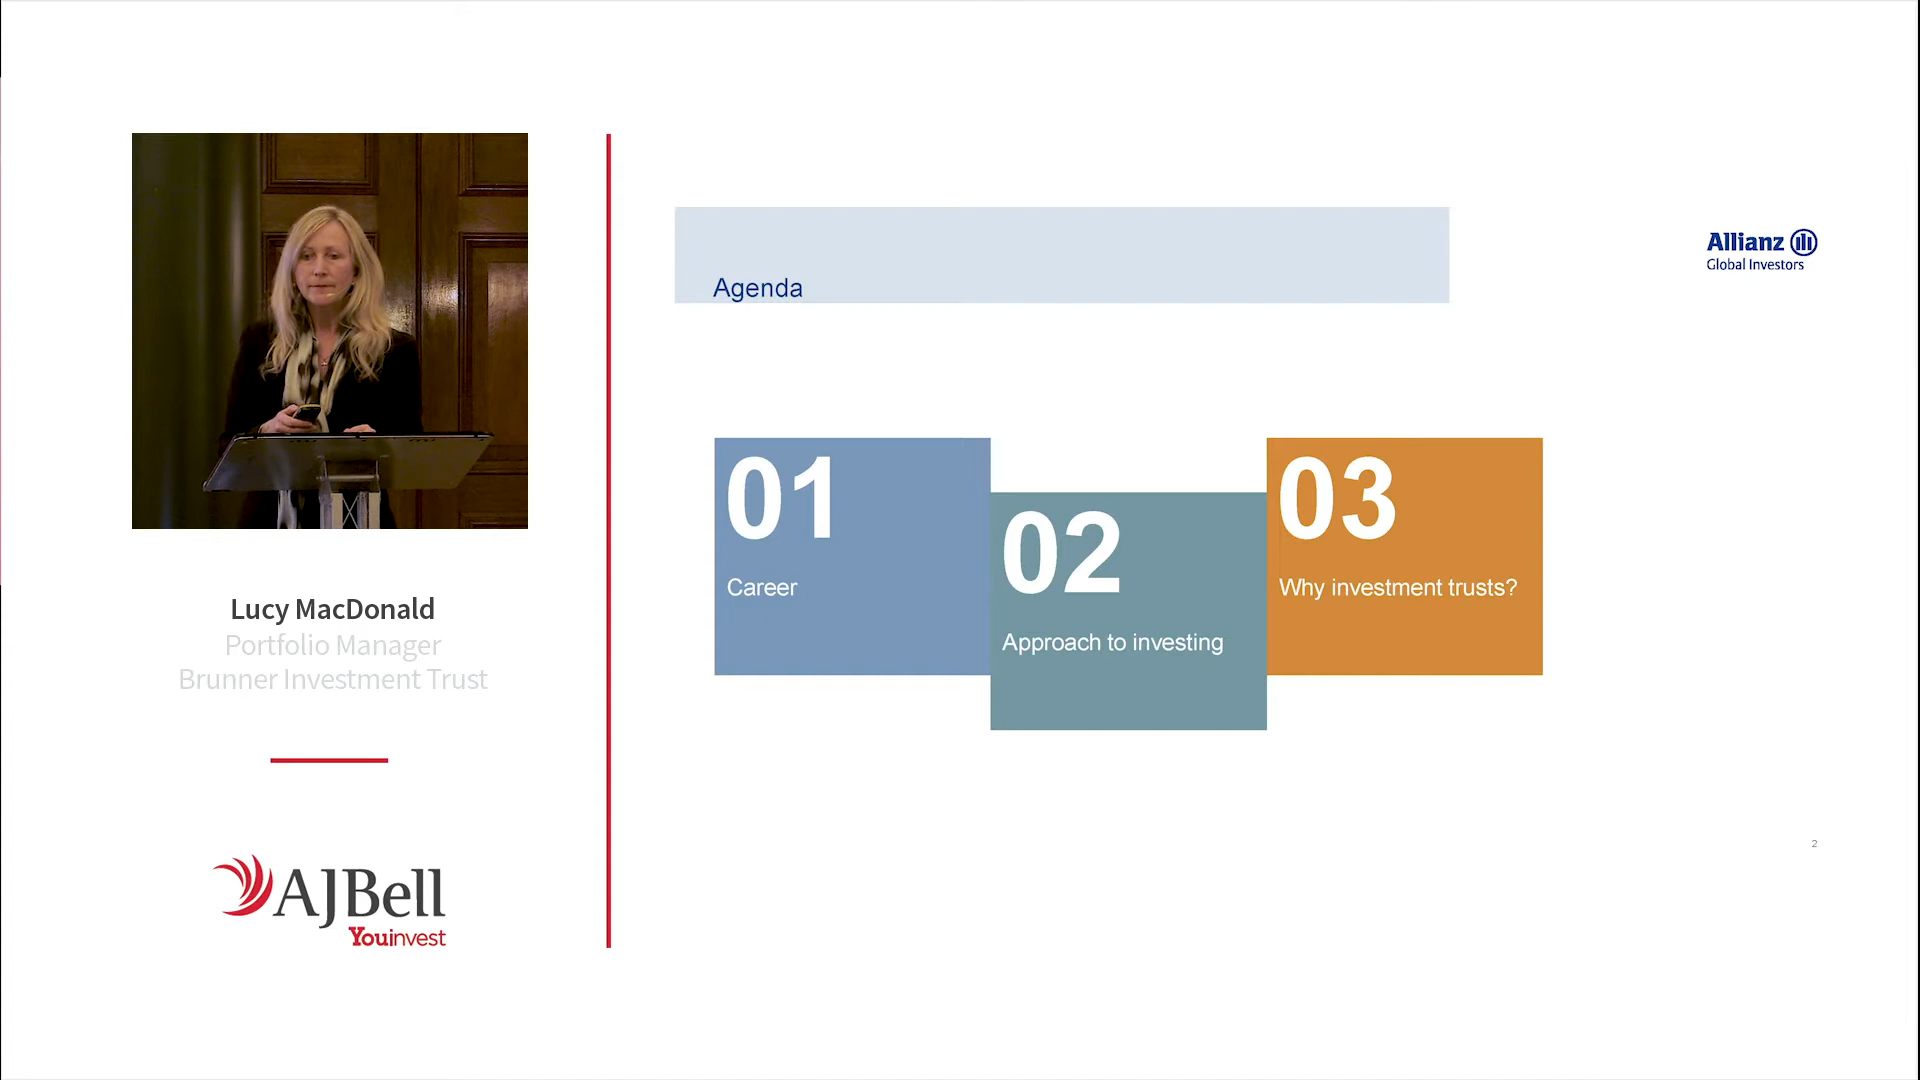 Lucy MacDonald
Portfolio Manager
Brunner Investment Trust
AJBell
Youinvest
Agenda
Allianz
Global Investors
01
Career
02
Approach to investing
03
Why investment trusts?
2